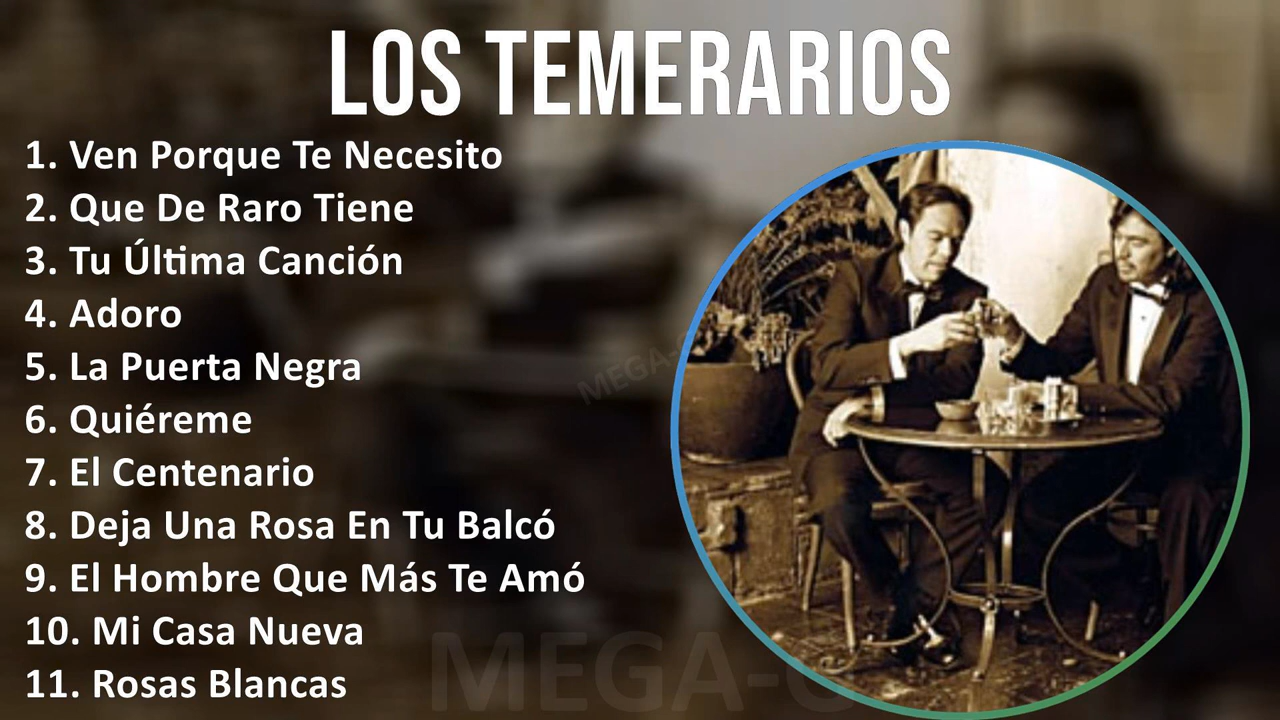 LOS TEMERARIOS
1. Ven Porque Te Necesito
2. Que De Raro Tiene
3. Tu Última Canción
4. Adoro
5. La Puerta Negra
6. Quiéreme
7. El Centenario
8. Deja Una Rosa En Tu Balcó
9. El Hombre Que Más Te Amó
10. Mi Casa Nueva
11. Rosas Blancas
MEGA-
MEGA-